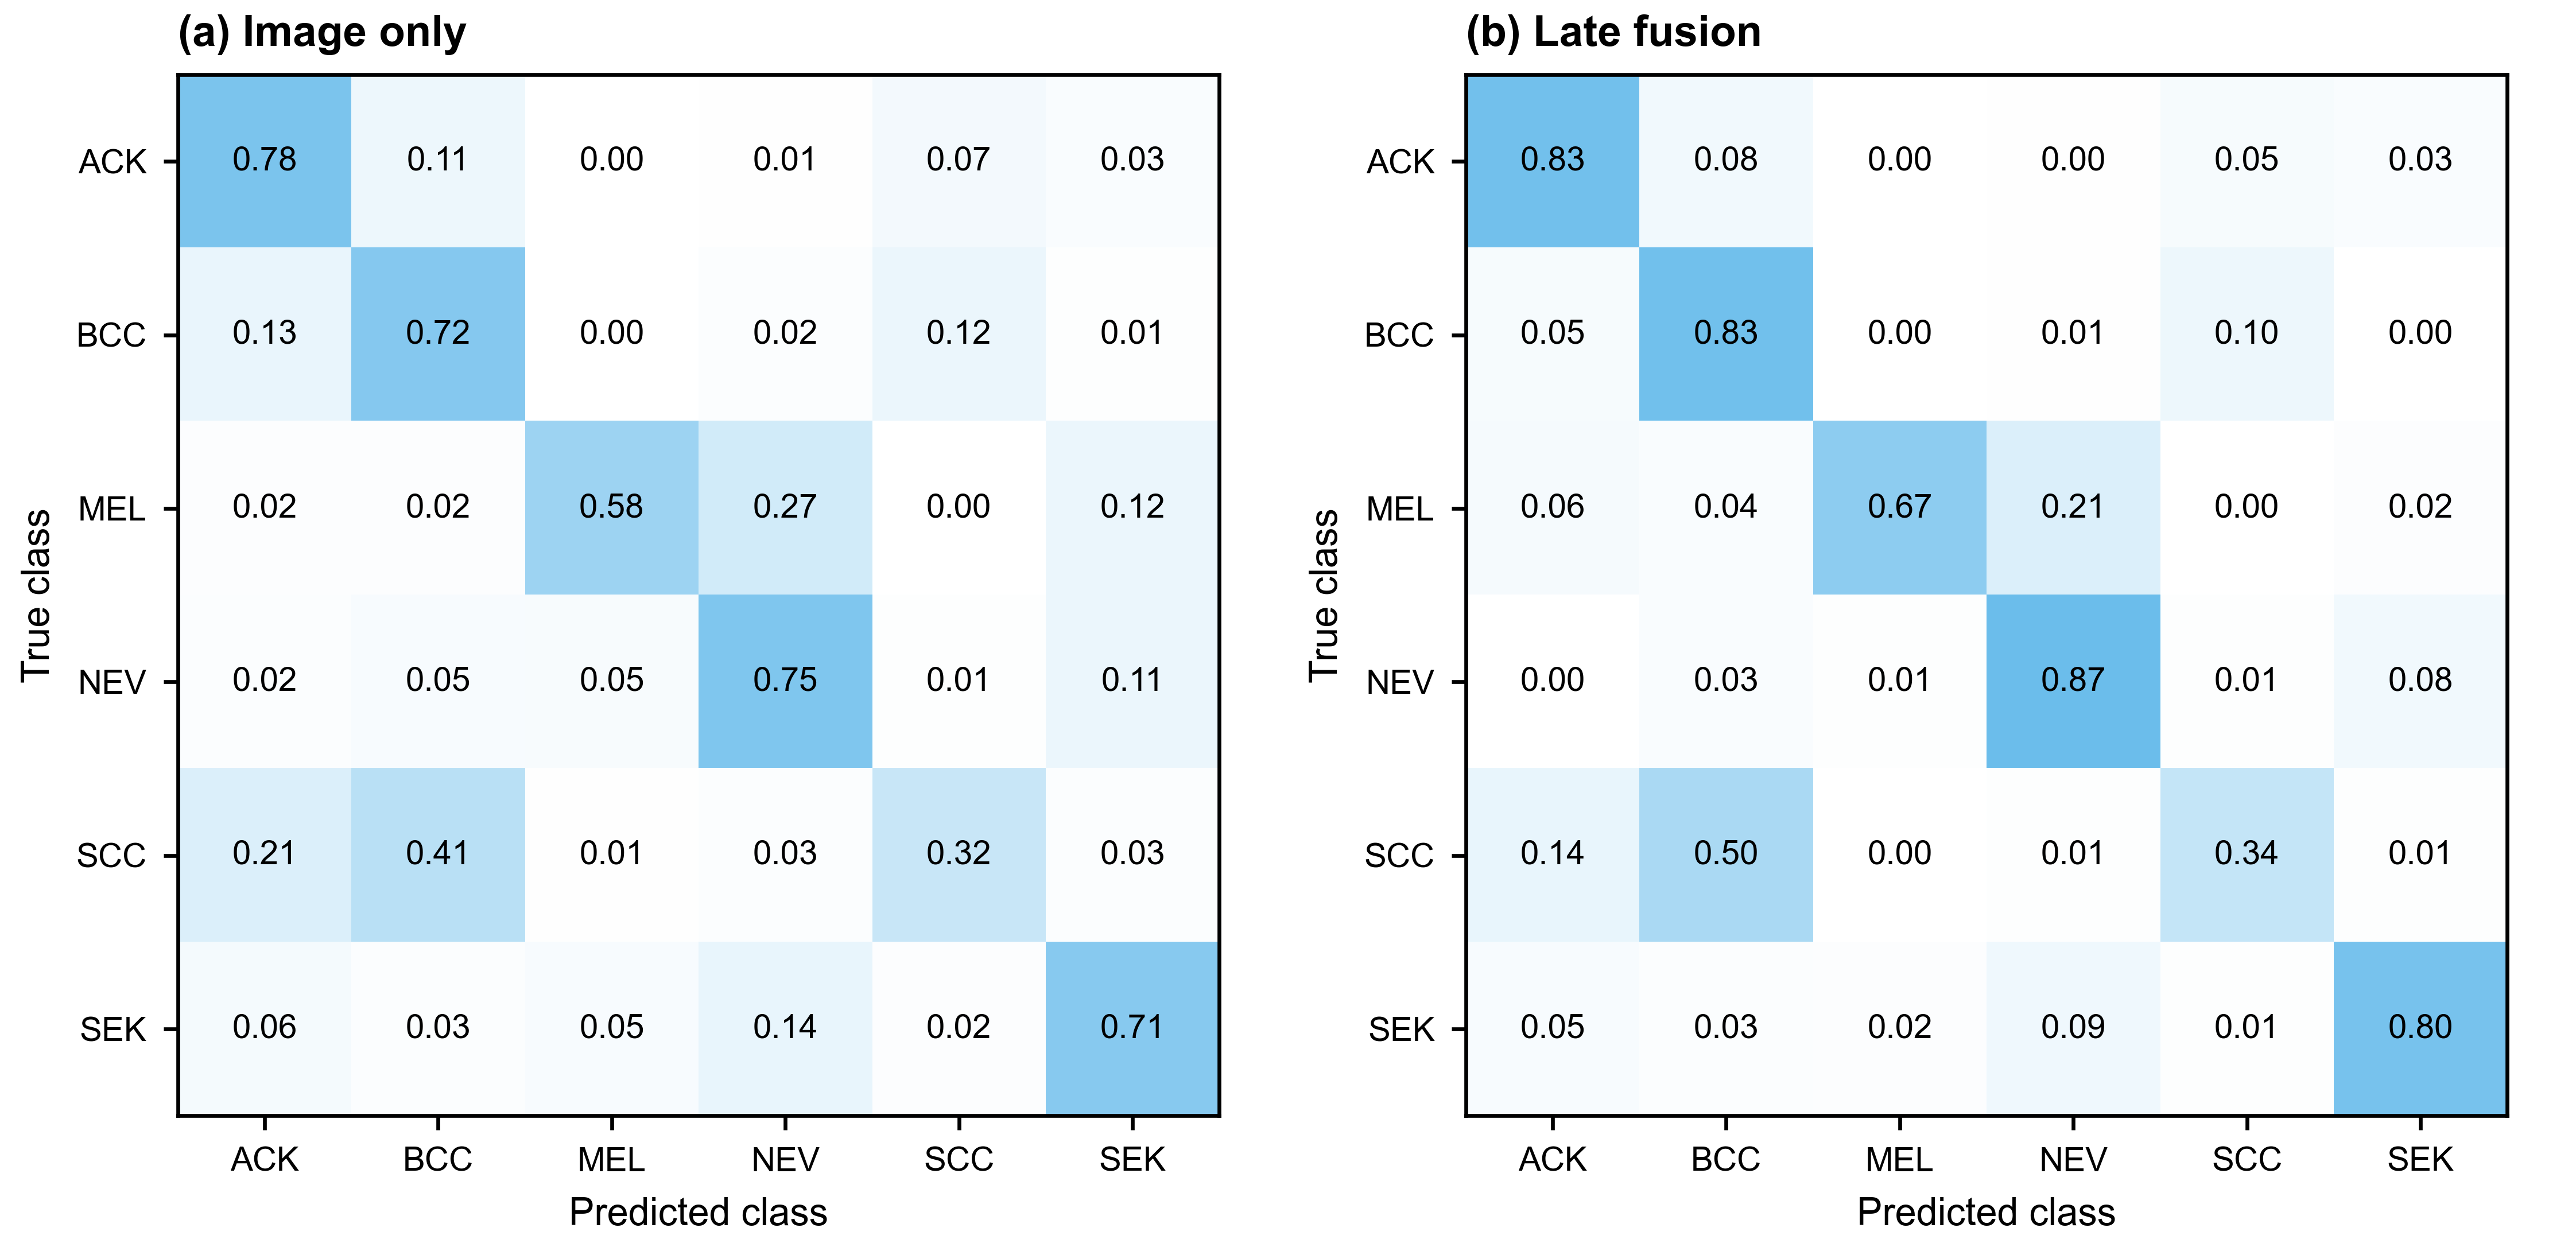 (a) Image only
True class
ACK 0.78 0.11 0.00 0.01 0.07 0.03
BCC 0.13 0.72 0.00 0.02 0.12 0.01
MEL 0.02 0.02 0.58 0.27 0.00 0.12
NEV 0.02 0.05 0.05 0.75 0.01 0.11
SCC 0.21 0.41 0.01 0.03 0.32 0.03
SEK 0.06 0.03 0.05 0.14 0.02 0.71
ACK BCC MEL NEV SCC SEK
Predicted class
(b) Late fusion
True class
ACK 0.83 0.08 0.00 0.00 0.05 0.03
BCC 0.05 0.83 0.00 0.01 0.10 0.00
MEL 0.06 0.04 0.67 0.21 0.00 0.02
NEV 0.00 0.03 0.01 0.87 0.01 0.08
SCC 0.14 0.50 0.00 0.01 0.34 0.01
SEK 0.05 0.03 0.02 0.09 0.01 0.80
ACK BCC MEL NEV SCC SEK
Predicted class